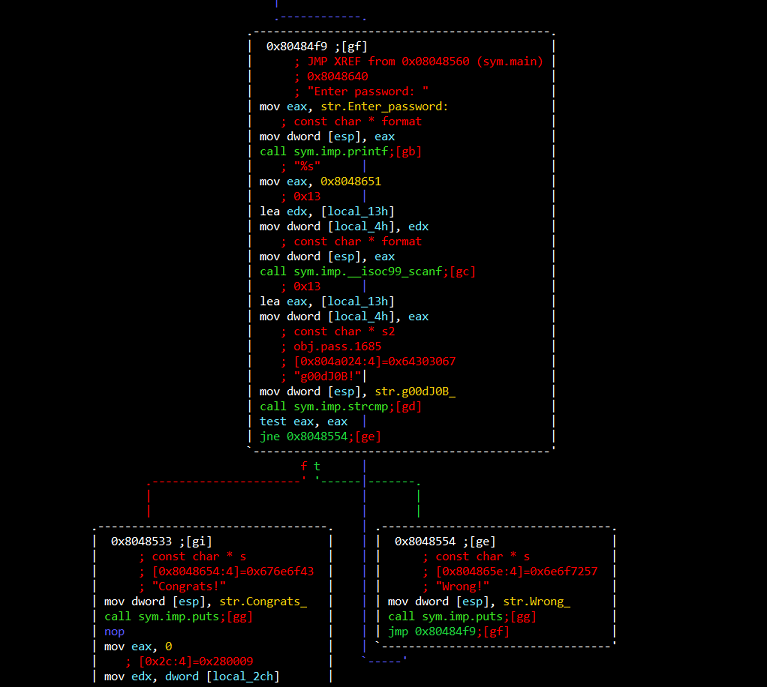 0x80484f9 ;[gf]
; JMP XREF from 0x08048560 (sym.main)
; 0x8048640
; "Enter password: "
mov eax, str.Enter_password:
; const char * format
mov dword [esp], eax
call sym.imp.printf;[gb]
; "%s"
mov eax, 0x8048651
; 0x13
lea edx, [local_13h]
mov dword [local_4h], edx
; const char * format
mov dword [esp], eax
call sym.imp.__isoc99_scanf;[gc]
; 0x13
lea eax, [local_13h]
mov dword [local_4h], eax
; const char * s2
; obj.pass.1685
; [0x804a024:4]=0x64303067
; "g00dJ0B!"
mov dword [esp], str.g00dJ0B_
call sym.imp.strcmp;[gd]
test eax, eax
jne 0x8048554;[ge]
f t
0x8048533 ;[gi]
; const char * s
; [0x8048654:4]=0x676e6f43
; "Congrats!"
mov dword [esp], str.Congrats_
call sym.imp.puts;[gg]
nop
mov eax, 0
; [0x2c:4]=0x280009
mov edx, dword [local_2ch]
0x8048554 ;[ge]
; const char * s
; [0x804865e:4]=0x6e6f7257
; "Wrong!"
mov dword [esp], str.Wrong_
call sym.imp.puts;[gg]
jmp 0x80484f9;[gf]